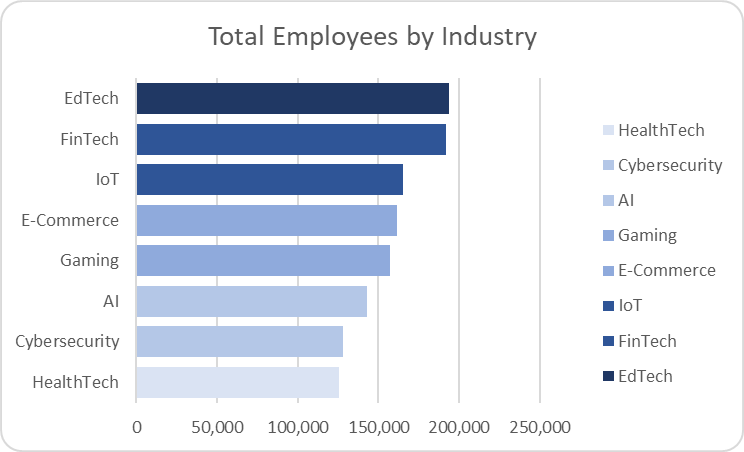 Total Employees by Industry
EdTech
FinTech
IoT
E-Commerce
Gaming
AI
Cybersecurity
HealthTech
0 50,000 100,000 150,000 200,000 250,000
HealthTech
Cybersecurity
AI
Gaming
E-Commerce
IoT
FinTech
EdTech